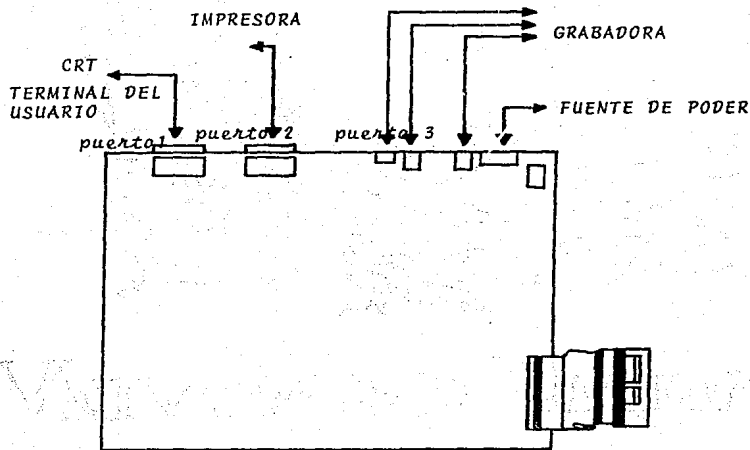 IMPRESORA
GRABADORA
CRT
TERMINAL DEL
USUARIO
FUENTE DE PODER
puerto1
puerto 2
puerto 3